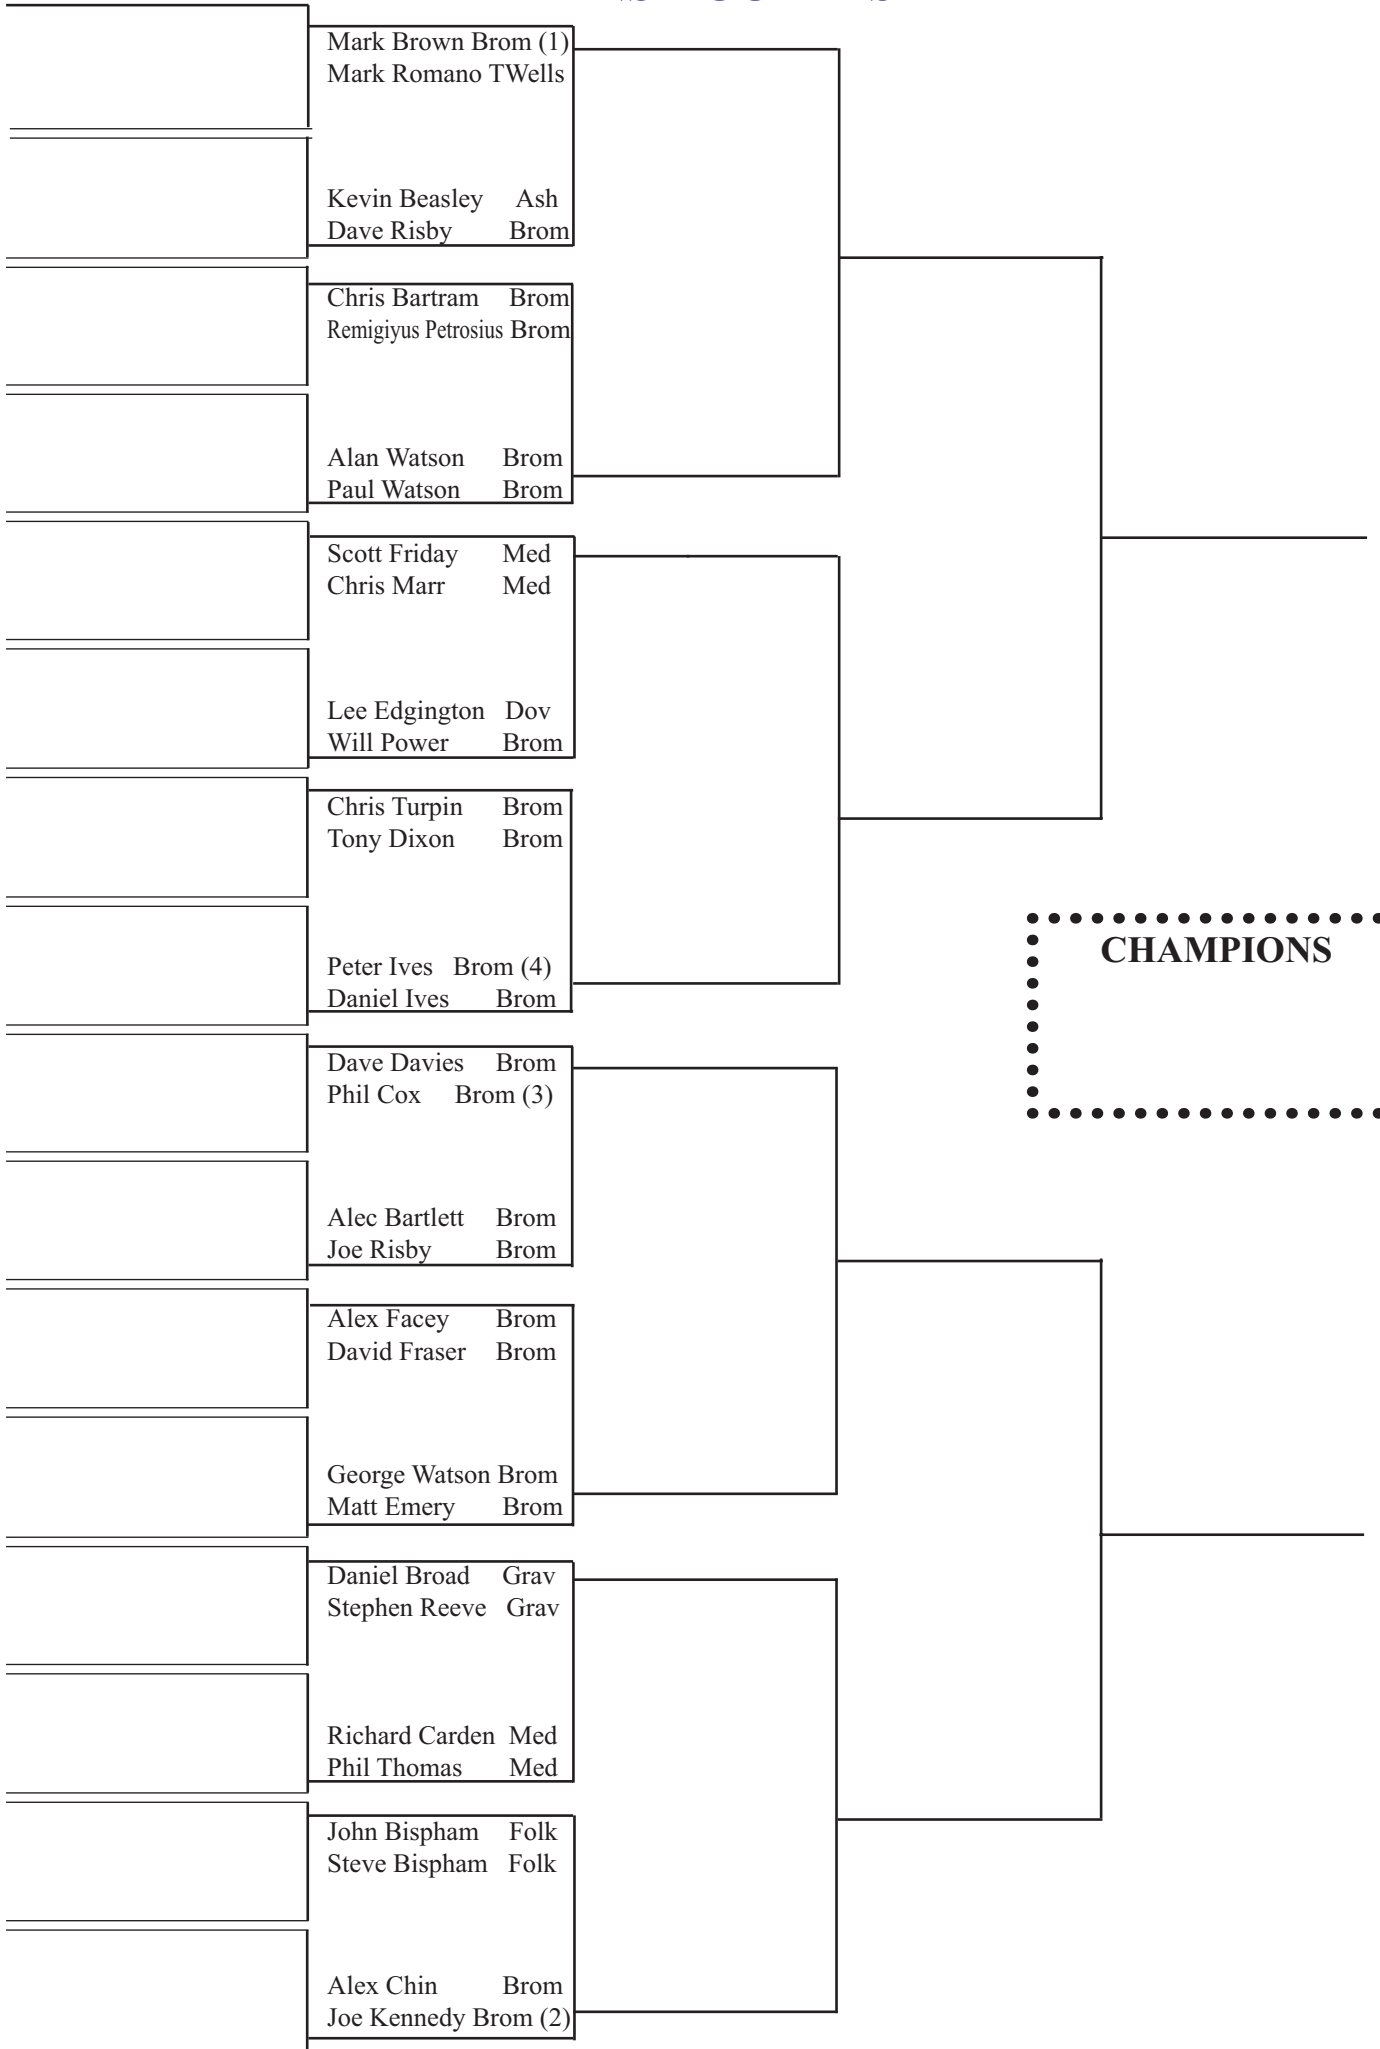 Mark Brown Brom (1)
Mark Romano TWells
Kevin Beasley Ash
Dave Risby Brom
Chris Bartram Brom
Remigiyus Petrosius Brom
Alan Watson Brom
Paul Watson Brom
Scott Friday Med
Chris Marr Med
Lee Edgington Dov
Will Power Brom
Chris Turpin Brom
Tony Dixon Brom
CHAMPIONS
Peter Ives Brom (4)
Daniel Ives Brom
Dave Davies Brom
Phil Cox Brom (3)
Alec Bartlett Brom
Joe Risby Brom
Alex Facey Brom
David Fraser Brom
George Watson Brom
Matt Emery Brom
Daniel Broad Grav
Stephen Reeve Grav
Richard Carden Med
Phil Thomas Med
John Bispham Folk
Steve Bispham Folk
Alex Chin Brom
Joe Kennedy Brom (2)